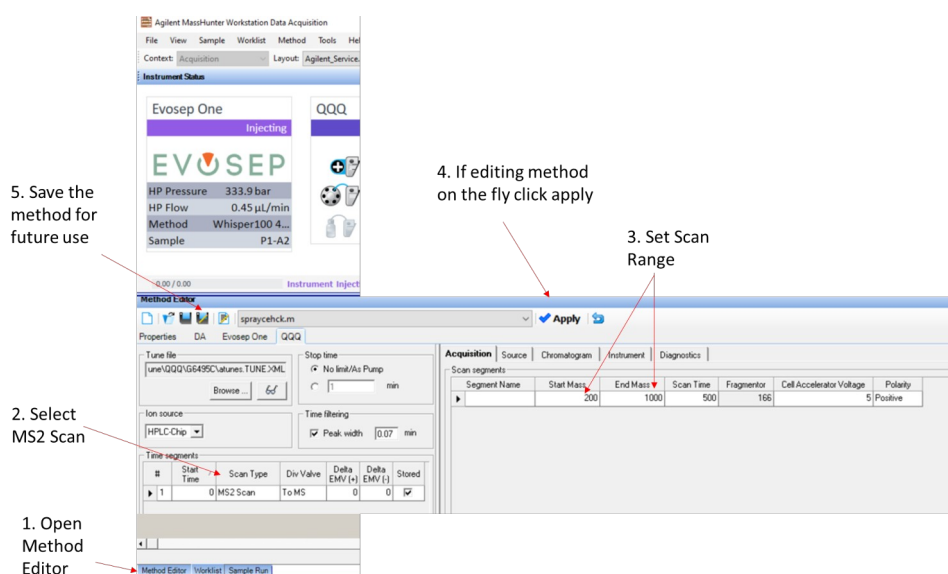 Agilent MassHunter Workstation Data Acquisition
File View Sample Worklist Method Tools Hel
Context: Acquisition Layout: Agilent_Service.
Instrument Status
Evosep One
QQQ
Injecting
EVOSEP
HP Pressure 333.9 bar
HP Flow 0.45 µL/min
Method Whisper100 4...
Sample P1-A2
0.00 / 0.00 Instrument Inject
5. Save the
method for
future use
4. If editing method
on the fly click apply
3. Set Scan
Range
Method Editor
spraycehck.m
Apply
Properties DA Evosep One QQQ
Tune file
une\QQQ\G6495C\atunes.TUNE.XML
Browse ...
Stop time
No limit/As Pump
1 min
Ion source
HPLC-Chip
Time filtering
Peak width 0.07 min
Time segments
# Start Time Scan Type Div Valve Delta EMV (+) Delta EMV (-) Stored
1 0 MS2 Scan To MS 0 0
Acquisition Source Chromatogram Instrument Diagnostics
Scan segments
Segment Name Start Mass End Mass Scan Time Fragmentor Cell Accelerator Voltage Polarity
200 1000 500 166 5 Positive
2. Select
MS2 Scan
1. Open
Method
Editor
Method Editor Worklist Sample Run